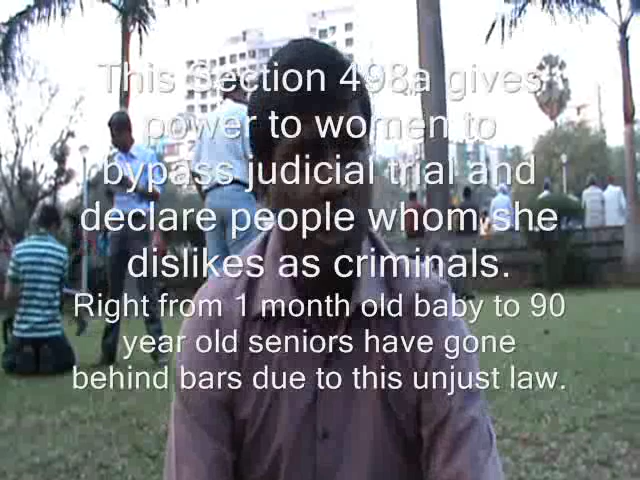 This Section 498a gives
power to women to
bypass judicial trial and
declare people whom she
dislikes as criminals.
Right from 1 month old baby to 90
year old seniors have gone
behind bars due to this unjust law.